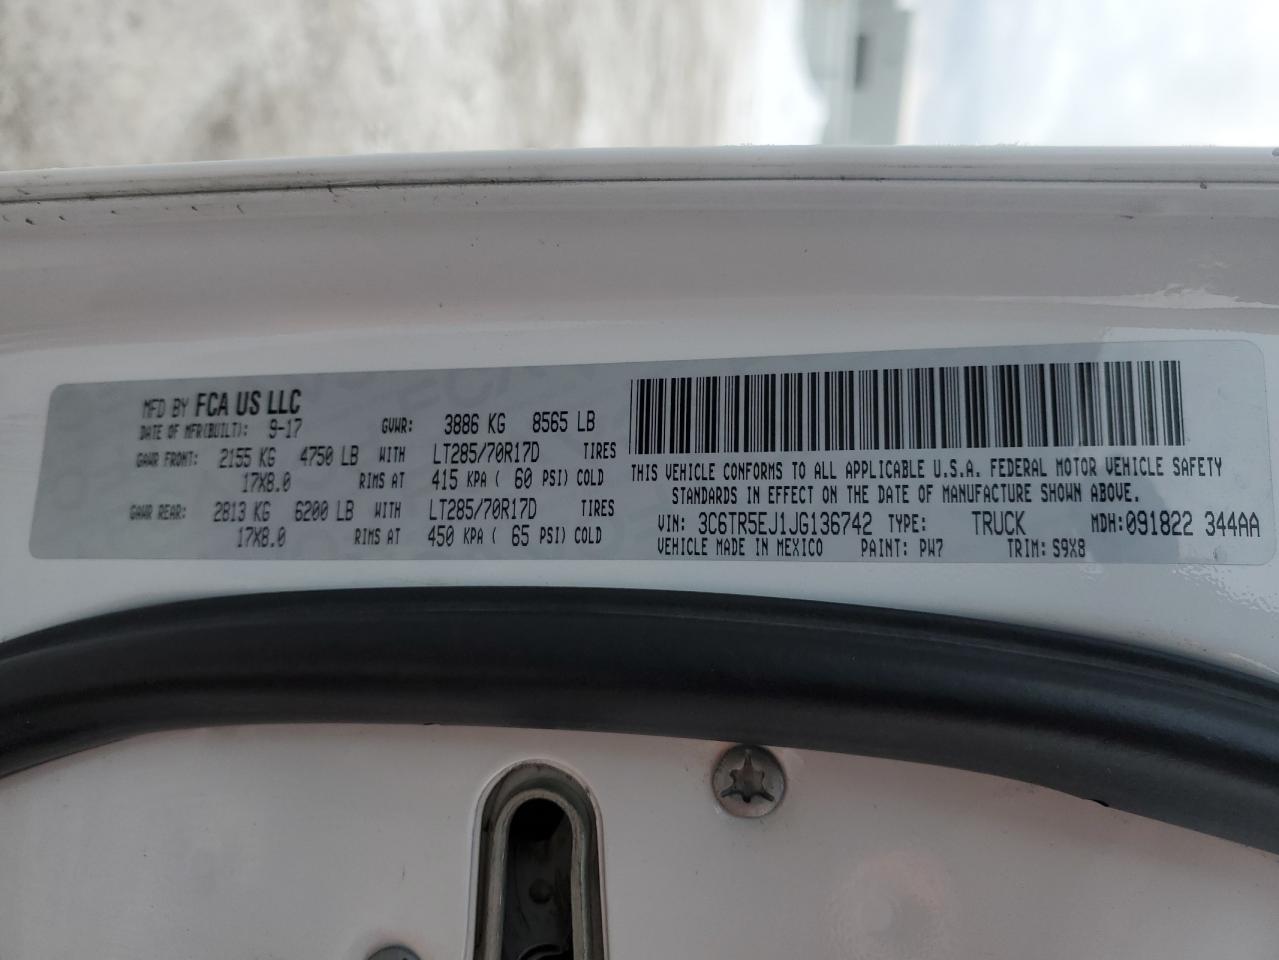 MFD BY FCA US LLC
DATE OF MFR(BUILT): 9-17 GVWR: 3886 KG 8565 LB
GAWR FRONT: 2155 KG 4750 LB WITH LT285/70R17D TIRES
17X8.0 RIMS AT 415 KPA ( 60 PSI) COLD
GAWR REAR: 2813 KG 6200 LB WITH LT285/70R17D TIRES
17X8.0 RIMS AT 450 KPA ( 65 PSI) COLD
THIS VEHICLE CONFORMS TO ALL APPLICABLE U.S.A. FEDERAL MOTOR VEHICLE SAFETY
STANDARDS IN EFFECT ON THE DATE OF MANUFACTURE SHOWN ABOVE.
VIN: 3C6TR5EJ1JG136742 TYPE: TRUCK MDH:091822 344AA
VEHICLE MADE IN MEXICO PAINT: PW7 TRIM: S9X8